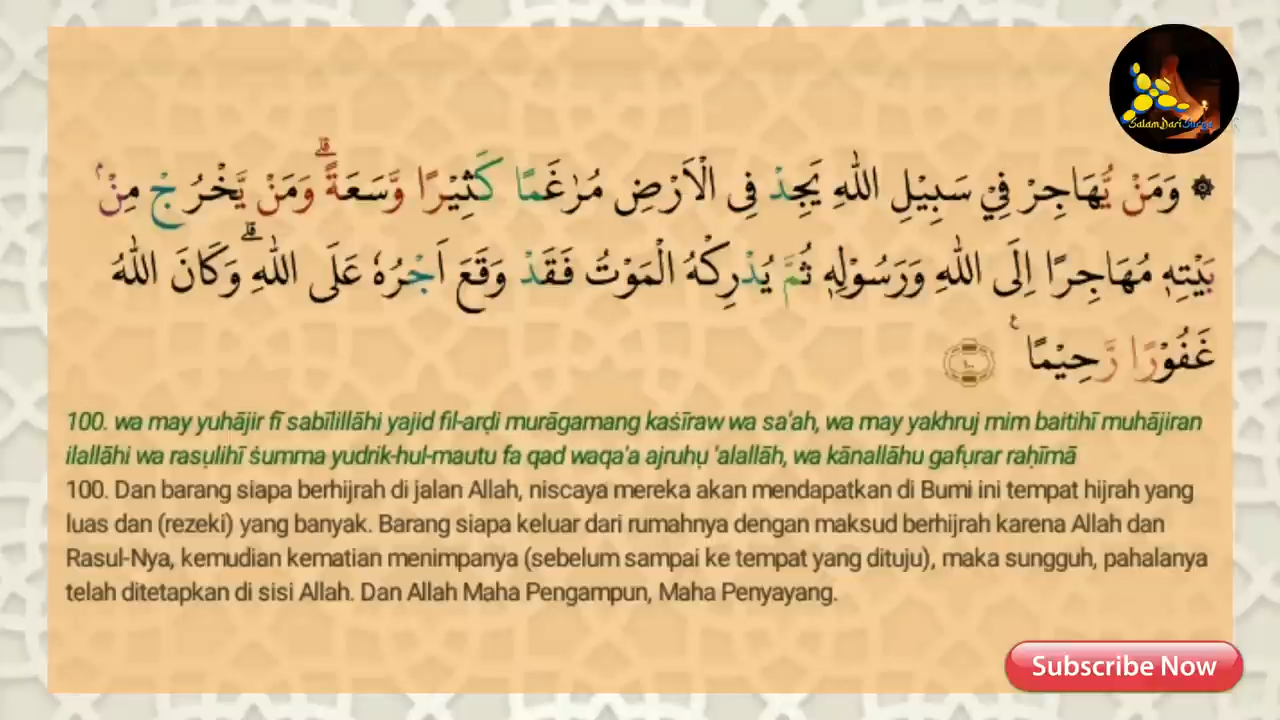 Salam Dari Surga
۞ وَمَنْ يُّهَاجِرْ فِيْ سَبِيْلِ اللّٰهِ يَجِدْ فِى الْاَرْضِ مُرٰغَمًا كَثِيْرًا وَّسَعَةًۗ وَمَنْ يَّخْرُجْ مِنْۢ
بَيْتِهٖ مُهَاجِرًا اِلَى اللّٰهِ وَرَسُوْلِهٖ ثُمَّ يُدْرِكْهُ الْمَوْتُ فَقَدْ وَقَعَ اَجْرُهٗ عَلَى اللّٰهِۗ وَكَانَ اللّٰهُ
غَفُوْرًا رَّحِيْمًا ࣖ ١٠٠
100. wa may yuhājir fī sabīlillāhi yajid fil-arḍi murāgamang kaṡīraw wa sa'ah, wa may yakhruj mim baitihī muhājiran
ilallāhi wa rasụlihī ṡumma yudrik-hul-mautu fa qad waqa'a ajruhụ 'alallāh, wa kānallāhu gafụrar raḥīmā
100. Dan barang siapa berhijrah di jalan Allah, niscaya mereka akan mendapatkan di Bumi ini tempat hijrah yang
luas dan (rezeki) yang banyak. Barang siapa keluar dari rumahnya dengan maksud berhijrah karena Allah dan
Rasul-Nya, kemudian kematian menimpanya (sebelum sampai ke tempat yang dituju), maka sungguh, pahalanya
telah ditetapkan di sisi Allah. Dan Allah Maha Pengampun, Maha Penyayang.
Subscribe Now